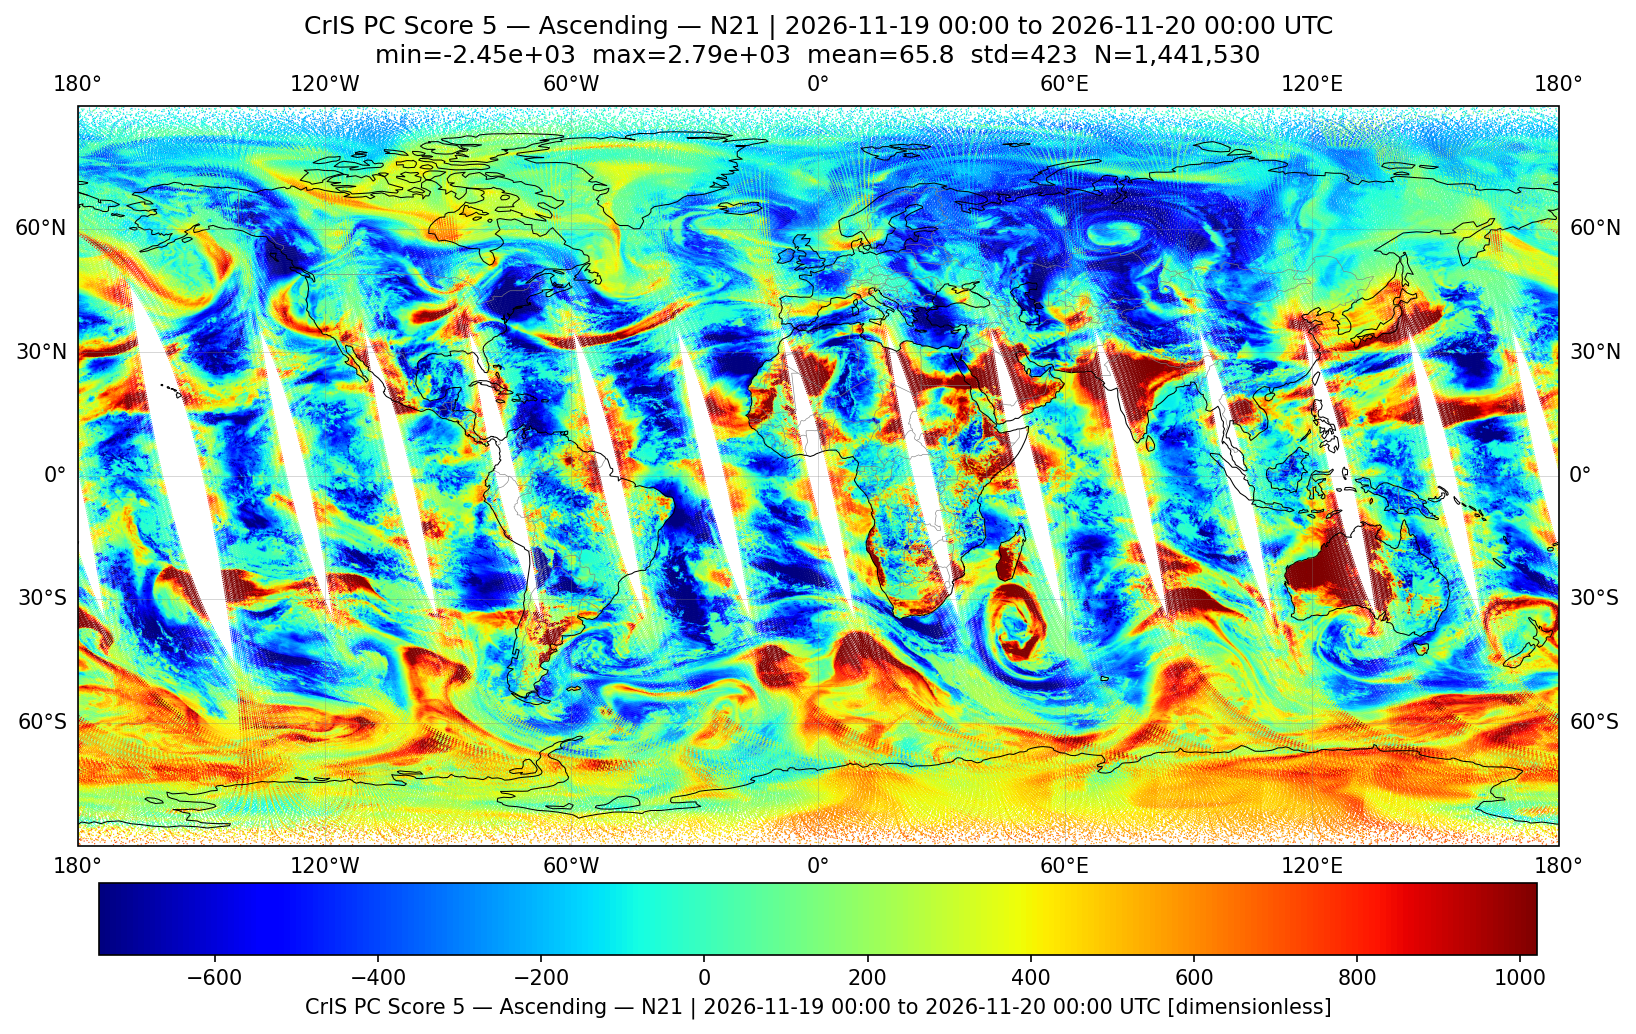 CrIS PC Score 5 — Ascending — N21 | 2026-11-19 00:00 to 2026-11-20 00:00 UTC
min=-2.45e+03 max=2.79e+03 mean=65.8 std=423 N=1,441,530
180° 120°W 60°W 0° 60°E 120°E 180°
60°N 60°N
30°N 30°N
0° 0°
30°S 30°S
60°S 60°S
180° 120°W 60°W 0° 60°E 120°E 180°
−600 −400 −200 0 200 400 600 800 1000
CrIS PC Score 5 — Ascending — N21 | 2026-11-19 00:00 to 2026-11-20 00:00 UTC [dimensionless]